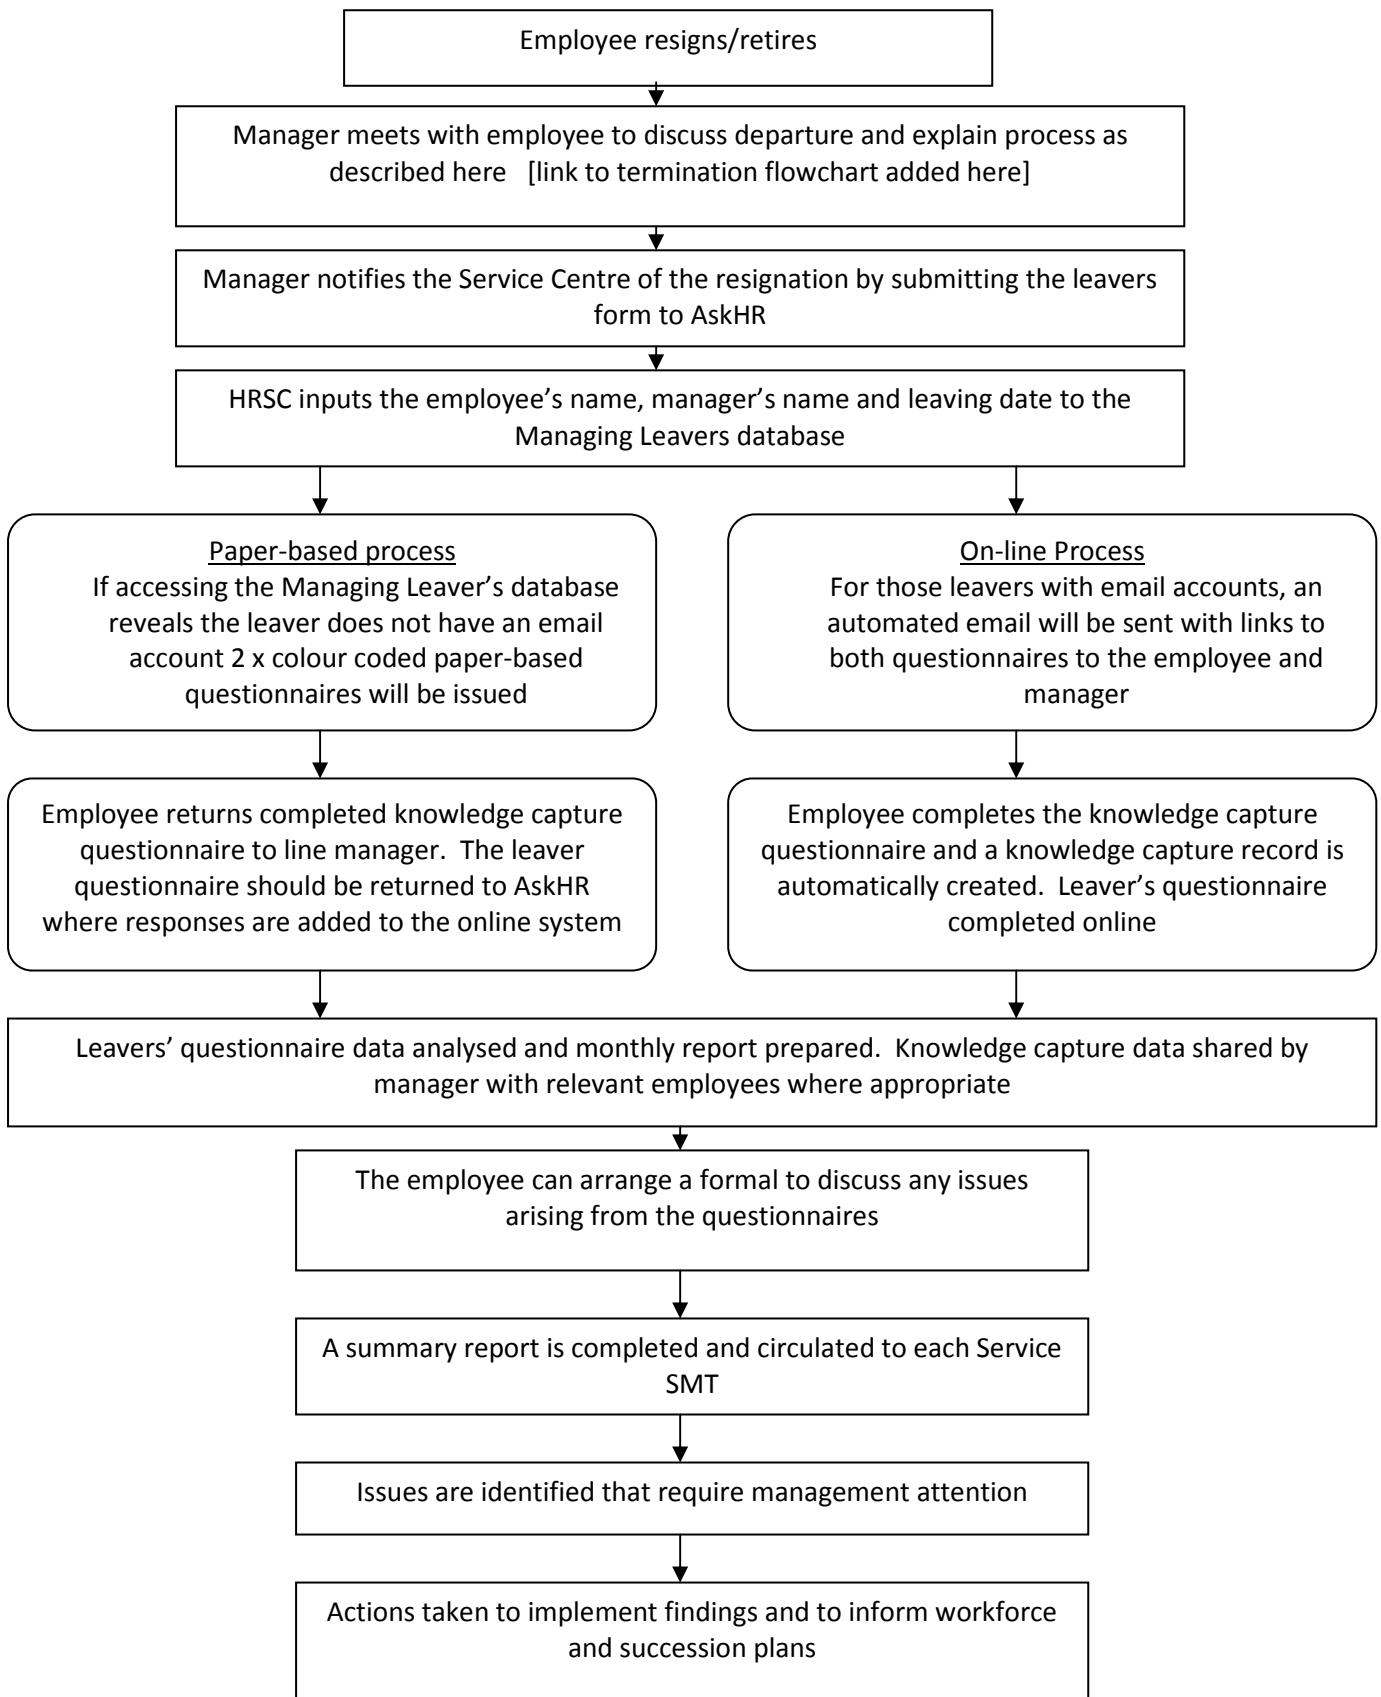 Employee resigns/retires
Manager meets with employee to discuss departure and explain process as
described here   [link to termination flowchart added here]
Manager notifies the Service Centre of the resignation by submitting the leavers
form to AskHR
HRSC inputs the employee’s name, manager’s name and leaving date to the
Managing Leavers database
Paper-based process
If accessing the Managing Leaver’s database
reveals the leaver does not have an email
account 2 x colour coded paper-based
questionnaires will be issued
On-line Process
For those leavers with email accounts, an
automated email will be sent with links to
both questionnaires to the employee and
manager
Employee returns completed knowledge capture
questionnaire to line manager.  The leaver
questionnaire should be returned to AskHR
where responses are added to the online system
Employee completes the knowledge capture
questionnaire and a knowledge capture record is
automatically created.  Leaver’s questionnaire
completed online
Leavers’ questionnaire data analysed and monthly report prepared.  Knowledge capture data shared by
manager with relevant employees where appropriate
The employee can arrange a formal to discuss any issues
arising from the questionnaires
A summary report is completed and circulated to each Service
SMT
Issues are identified that require management attention
Actions taken to implement findings and to inform workforce
and succession plans